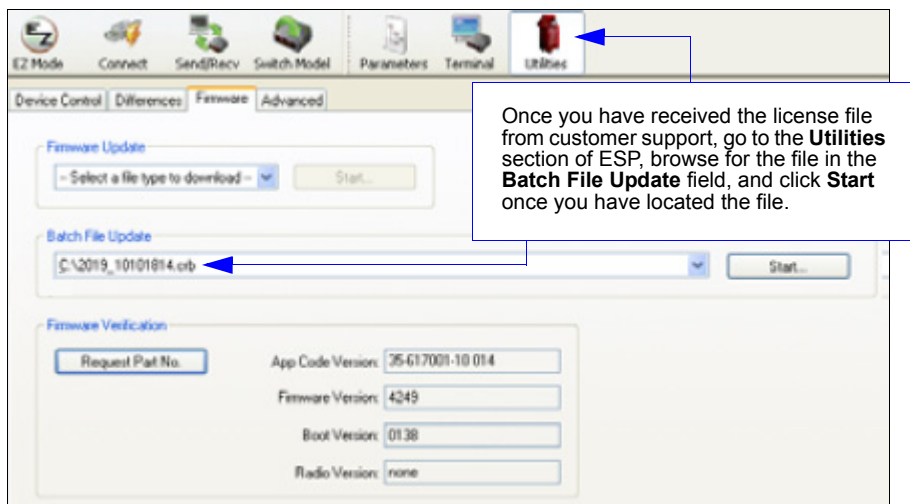 EZ Mode Connect Send/Recv Switch Model Parameters Terminal Utilities
Device Control Differences Firmware Advanced
Once you have received the license file
from customer support, go to the Utilities
section of ESP, browse for the file in the
Batch File Update field, and click Start
once you have located the file.
Firmware Update
-- Select a file type to download -- Start...
Batch File Update
C:\2019_10101814.crb Start...
Firmware Verification
Request Part No. App Code Version: 35-617001-10 014
Firmware Version: 4249
Boot Version: 0138
Radio Version: none